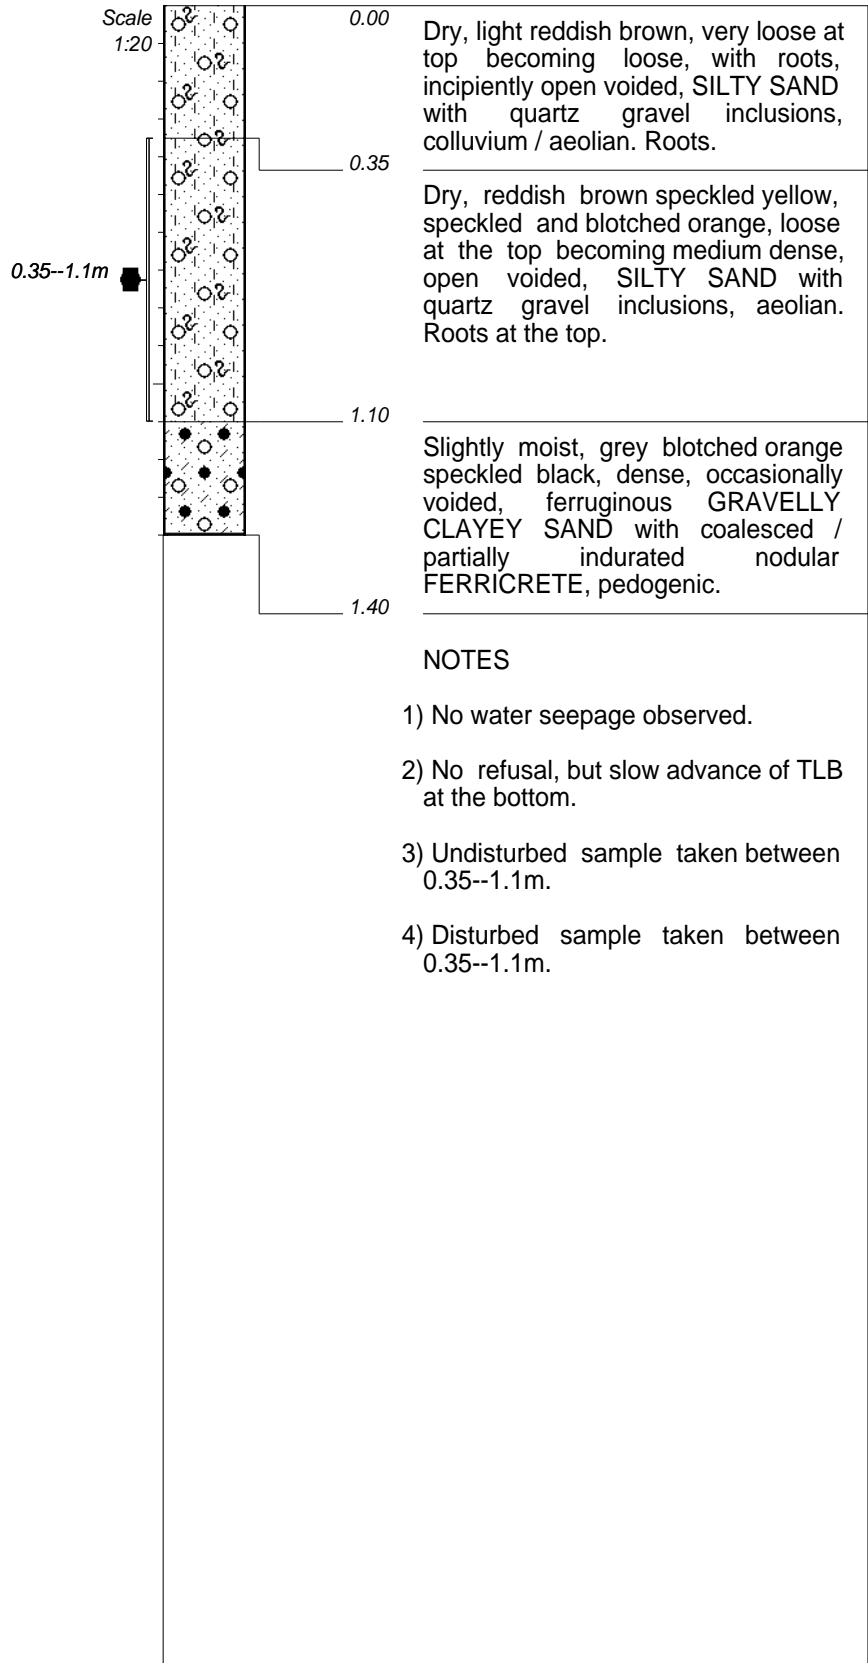 Scale
1:20
0.00
Dry, light reddish brown, very loose at
top becoming loose, with roots,
incipiently open voided, SILTY SAND
with quartz gravel inclusions,
colluvium / aeolian. Roots.
0.35
Dry, reddish brown speckled yellow,
speckled and blotched orange, loose
at the top becoming medium dense,
open voided, SILTY SAND with
quartz gravel inclusions, aeolian.
Roots at the top.
0.35--1.1m
1.10
Slightly moist, grey blotched orange
speckled black, dense, occasionally
voided, ferruginous GRAVELLY
CLAYEY SAND with coalesced /
partially indurated nodular
FERRICRETE, pedogenic.
1.40
NOTES
1) No water seepage observed.
2) No refusal, but slow advance of TLB
at the bottom.
3) Undisturbed sample taken between
0.35--1.1m.
4) Disturbed sample taken between
0.35--1.1m.